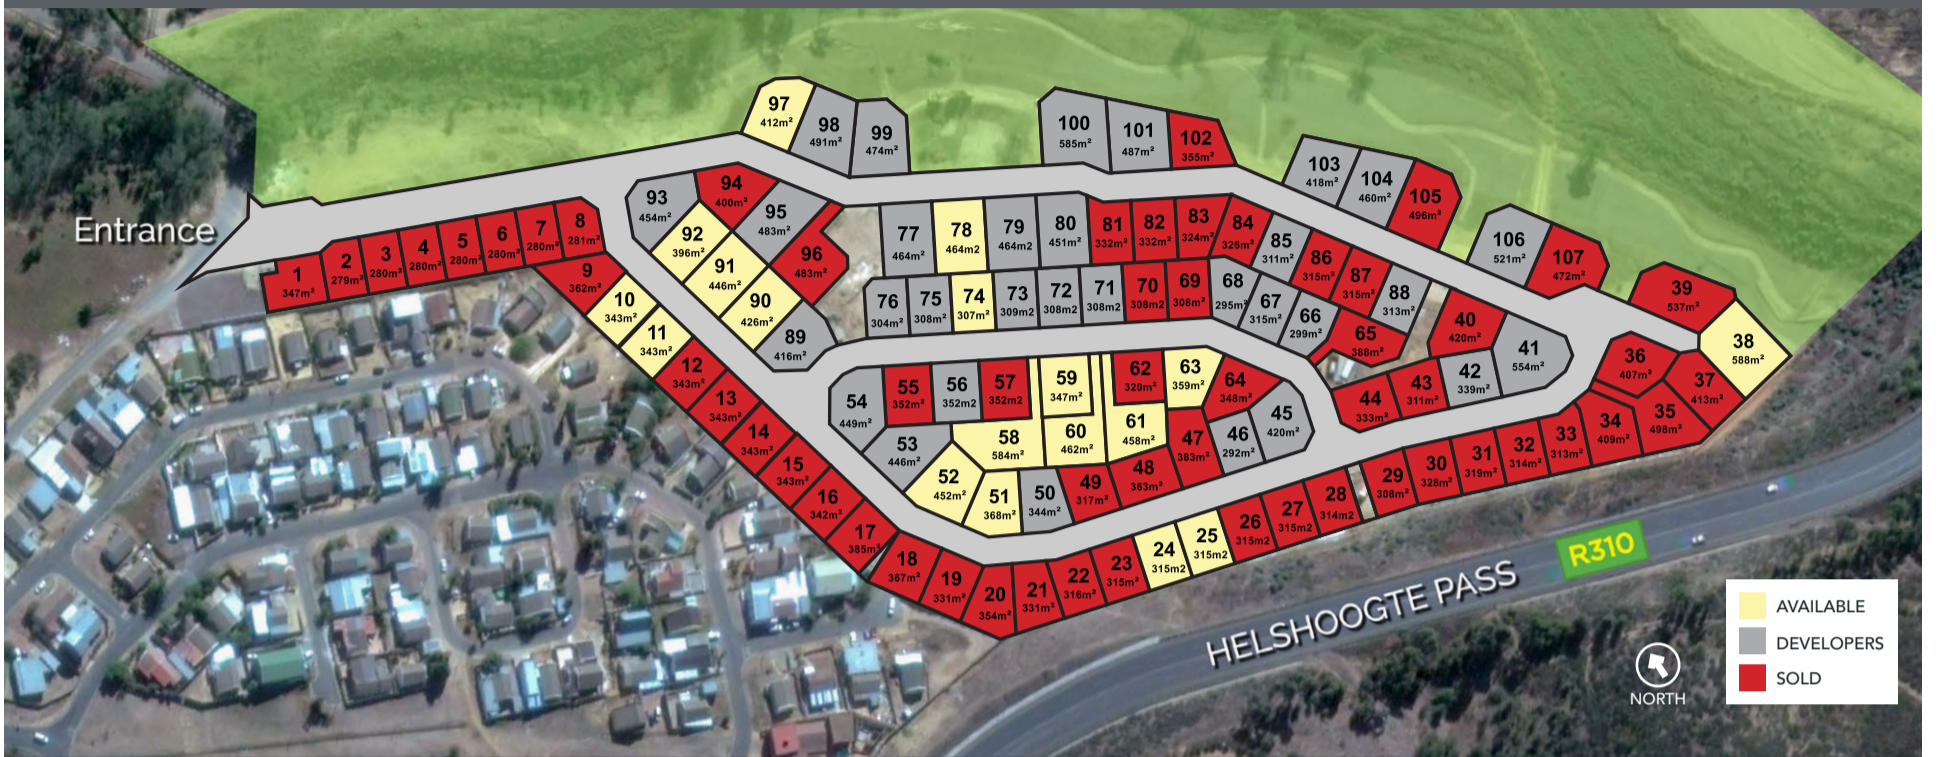 97
412m²
98
491m²
99
474m²
100
585m²
101
487m²
102
355m²
103
418m²
104
460m²
105
496m²
106
521m²
107
472m²
39
537m²
38
588m²
Entrance
1
347m²
2
279m²
3
280m²
4
280m²
5
280m²
6
280m²
7
280m²
8
281m²
9
362m²
10
343m²
11
343m²
12
343m²
13
343m²
14
343m²
15
343m²
16
342m²
17
385m²
18
367m²
19
331m²
20
354m²
21
331m²
22
316m²
23
315m²
24
315m2
25
315m2
26
315m2
27
315m2
28
314m2
29
308m²
30
328m²
31
319m²
32
314m²
33
313m²
34
409m²
35
498m²
36
407m²
37
413m²
93
454m²
94
400m²
95
483m²
96
483m²
92
396m²
91
446m²
90
426m²
89
416m²
77
464m²
78
464m²
79
464m2
80
451m²
81
332m²
82
332m²
83
324m²
84
326m²
85
311m²
86
315m²
87
315m²
88
313m²
76
304m²
75
308m²
74
307m²
73
309m²
72
308m2
71
308m2
70
308m2
69
308m²
68
295m²
67
315m²
66
299m²
65
388m²
40
420m²
41
554m²
42
339m²
43
311m²
44
333m²
54
449m²
55
352m²
56
352m2
57
352m2
59
347m²
62
320m²
63
359m²
64
348m²
45
420m²
46
292m²
47
383m²
61
458m²
60
462m²
58
584m²
53
446m²
52
452m²
51
368m²
50
344m²
49
317m²
48
363m²
HELSHOOGTE PASS
R310
NORTH
AVAILABLE
DEVELOPERS
SOLD